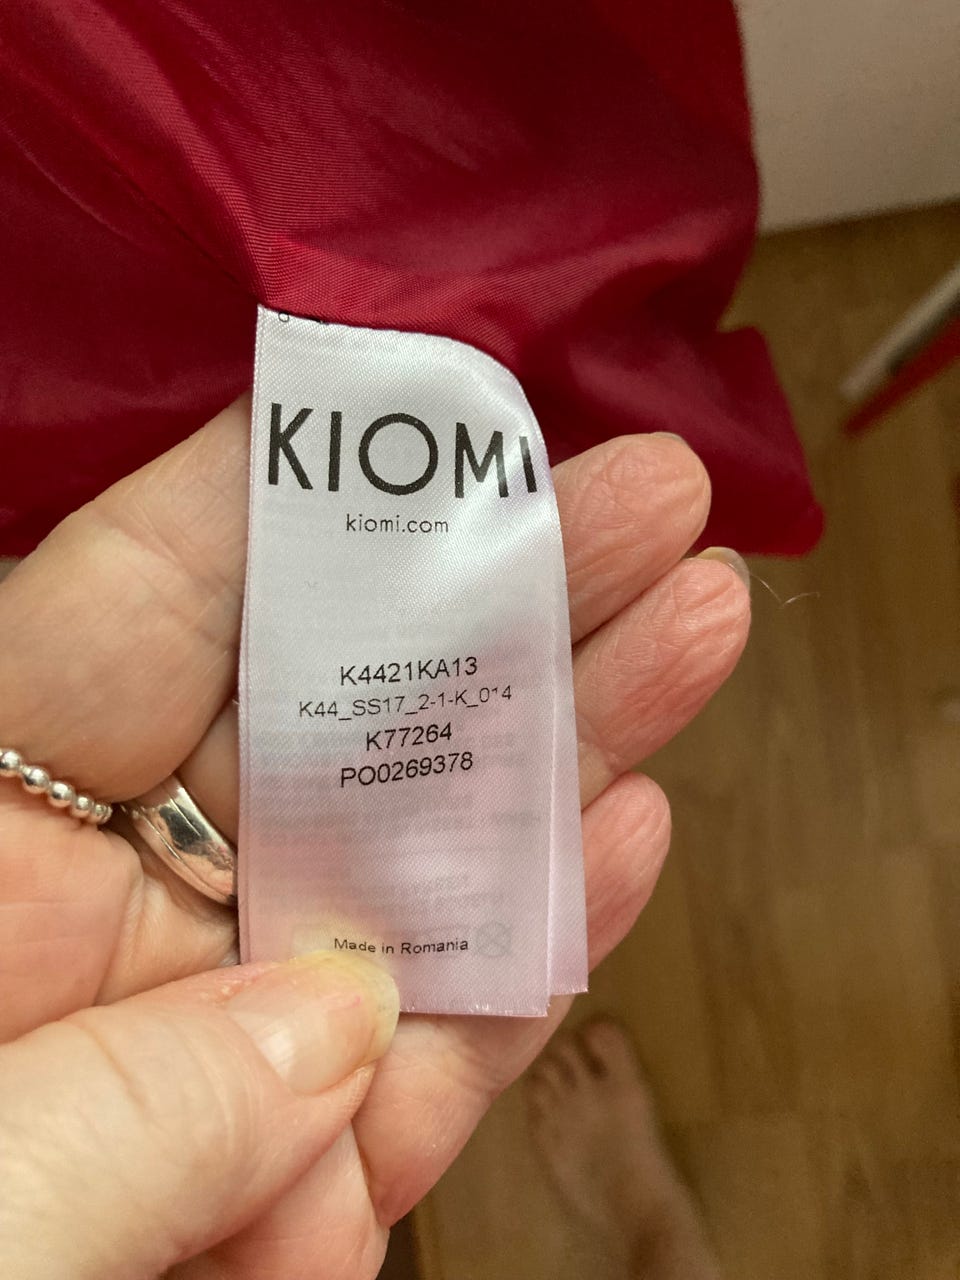 KIOMI
kiomi.com
K4421KA13
K44_SS17_2-1-K_014
K77264
PO0269378
Made in Romania